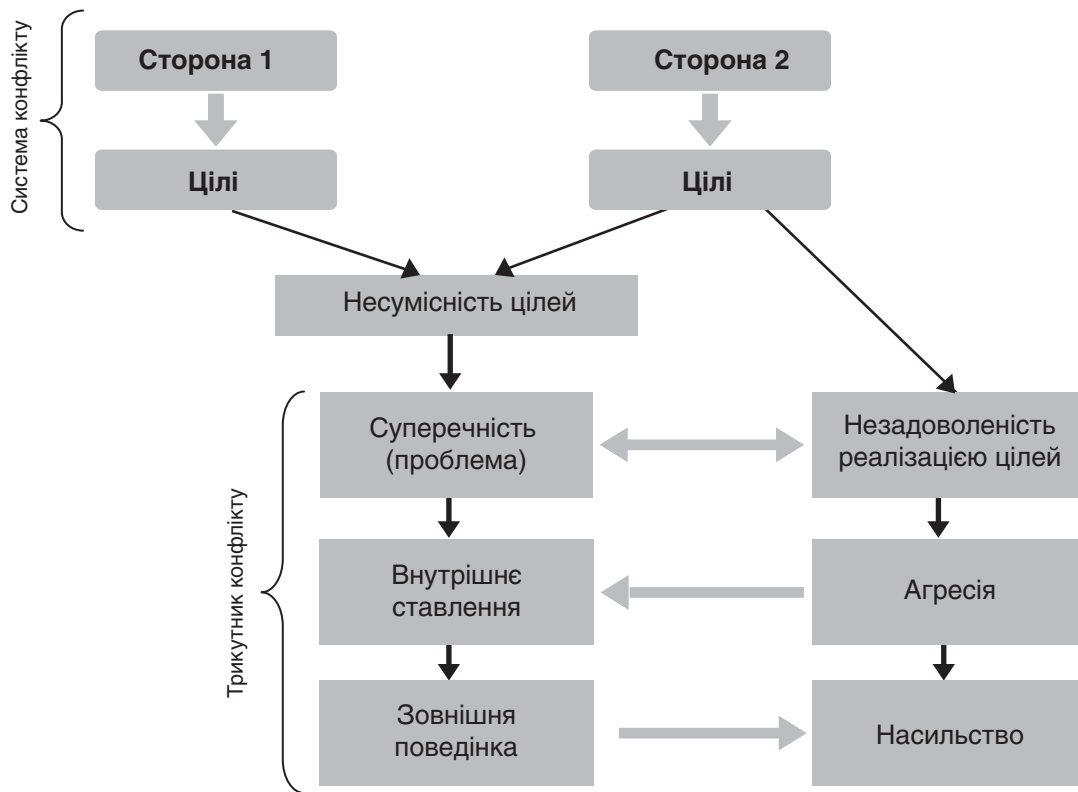 Система конфлікту
Сторона 1
Сторона 2
Цілі
Цілі
Несумісність цілей
Трикутник конфлікту
Суперечність
(проблема)
Незадоволеність
реалізацією цілей
Внутрішнє
ставлення
Агресія
Зовнішня
поведінка
Насильство